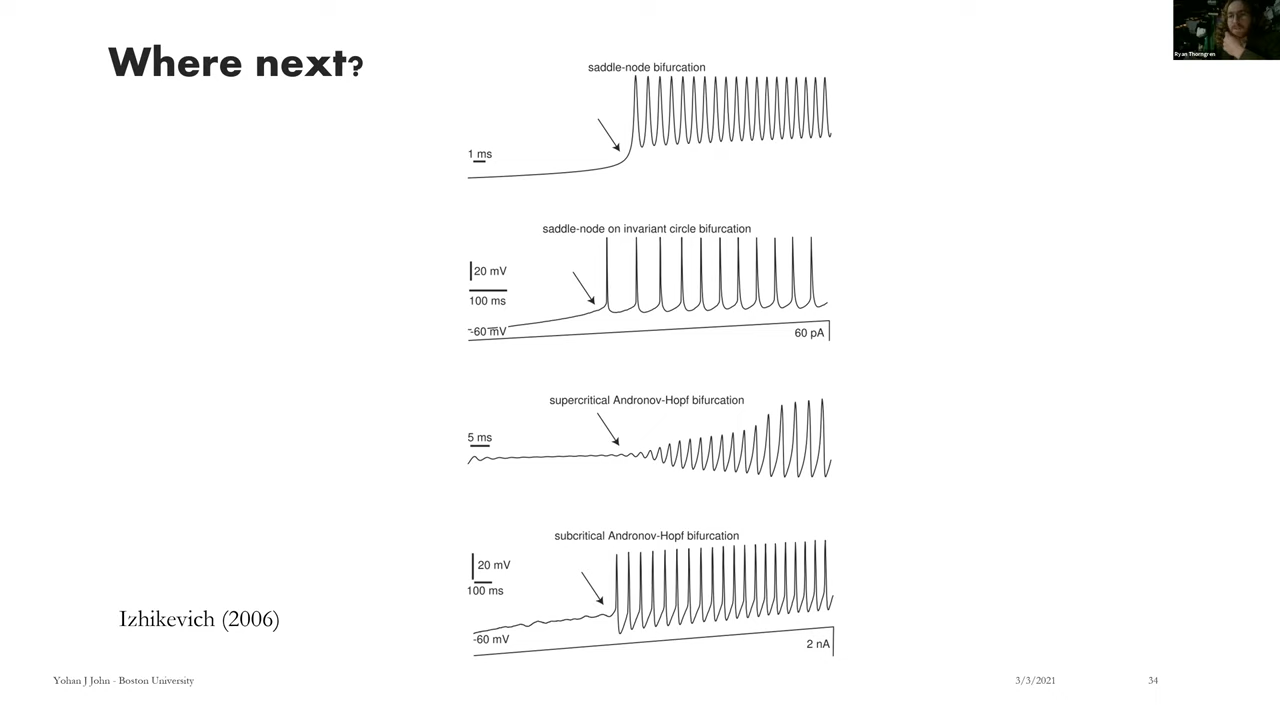 Where next?
Ryan Thorngren
saddle-node bifurcation
1 ms
saddle-node on invariant circle bifurcation
20 mV
100 ms
-60 mV
60 pA
supercritical Andronov-Hopf bifurcation
5 ms
subcritical Andronov-Hopf bifurcation
20 mV
100 ms
-60 mV
2 nA
Izhikevich (2006)
Yohan J John - Boston University
3/3/2021
34